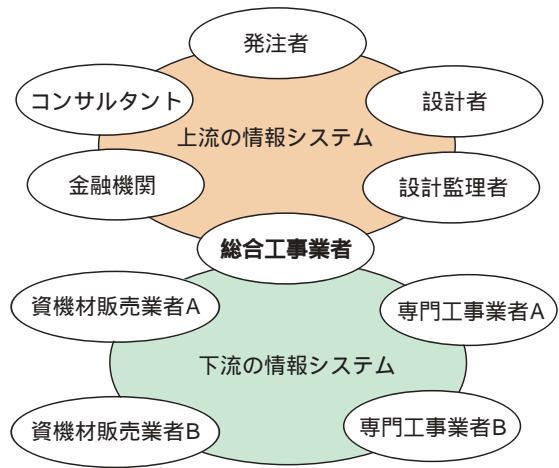 発注者
コンサルタント
設計者
上流の情報システム
金融機関
設計監理者
総合工事業者
資機材販売業者A
専門工事業者A
下流の情報システム
資機材販売業者B
専門工事業者B